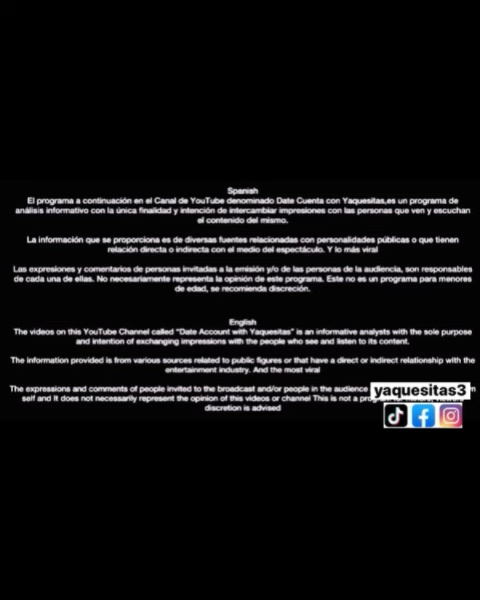 Spanish
El programa a continuación en el Canal de YouTube denominado Date Cuenta con Yaquesitas,es un programa de
análisis informativo con la única finalidad y intención de intercambiar impresiones con las personas que ven y escuchan
el contenido del mismo.
La información que se proporciona es de diversas fuentes relacionadas con personalidades públicas o que tienen
relación directa o indirecta con el medio del espectáculo. Y lo más viral
Las expresiones y comentarios de personas invitadas a la emisión y/o de las personas de la audiencia, son responsables
de cada una de ellas. No necesariamente representa la opinión de este programa. Este no es un programa para menores
de edad, se recomienda discreción.
English
The videos on this YouTube Channel called "Date Account with Yaquesitas" is an informative analysts with the sole purpose
and intention of exchanging impressions with the people who see and listen to its content.
The information provided is from various sources related to public figures or that have a direct or indirect relationship with the
entertainment industry. And the most viral
The expressions and comments of people invited to the broadcast and/or people in the audience
self and It does not necessarily represent the opinion of this videos or channel This is not a
discretion is advised
yaquesitas3